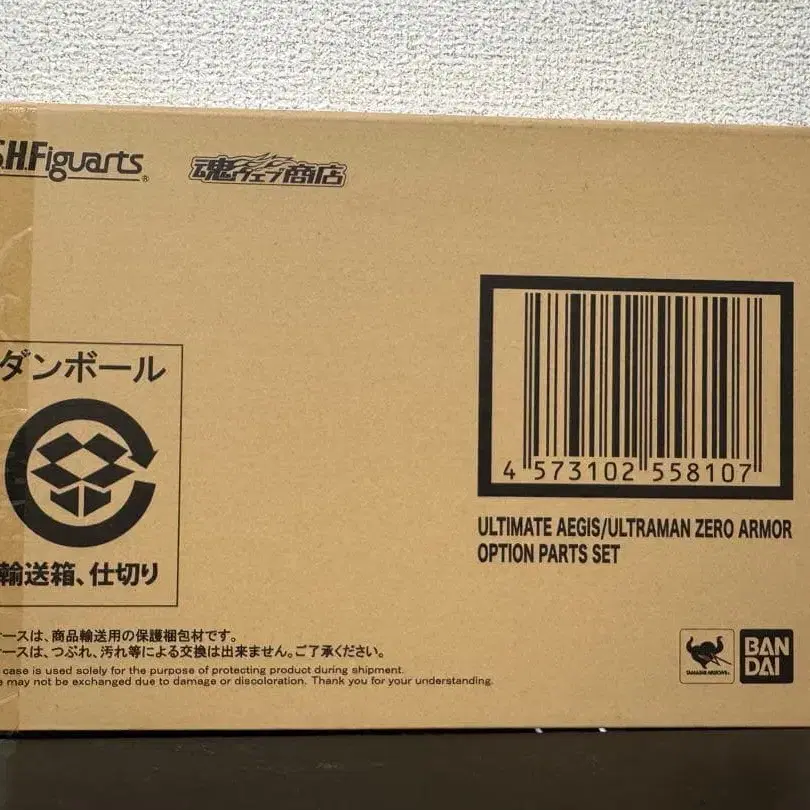 S.H.Figuarts®
魂ウェブ商店
ダンボール
4 573102 558107
ULTIMATE AEGIS/ULTRAMAN ZERO ARMOR
OPTION PARTS SET
輸送箱、仕切り
ースは、商品輸送用の保護梱包材です。
ースは、つぶれ、汚れ等による交換は出来ません。ご了承ください。
case is used solely for the purpose of protecting product during shipment.
may not be exchanged due to damage or discoloration. Thank you for your understanding.
TAMASHII NATIONS
BAN
DAI